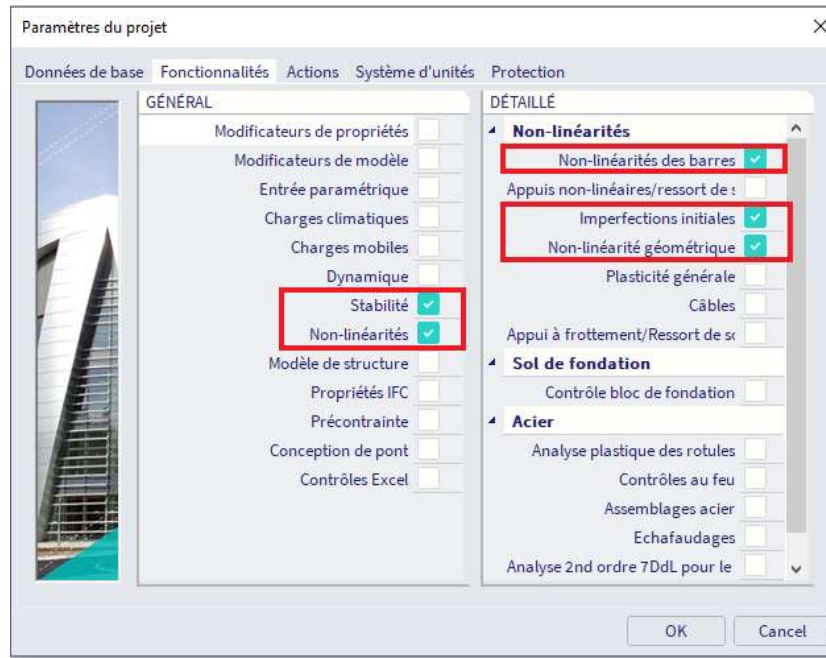 Paramètres du projet
Données de base Fonctionnalités Actions Système d'unités Protection
GÉNÉRAL
Modificateurs de propriétés
Modificateurs de modèle
Entrée paramétrique
Charges climatiques
Charges mobiles
Dynamique
Stabilité
Non-linéarités
Modèle de structure
Propriétés IFC
Précontrainte
Conception de pont
Contrôles Excel
DÉTAILLÉ
Non-linéarités
Non-linéarités des barres
Appuis non-linéaires/ressort de s
Imperfections initiales
Non-linéarité géométrique
Plasticité générale
Câbles
Appui à frottement/Ressort de so
Sol de fondation
Contrôle bloc de fondation
Acier
Analyse plastique des rotules
Contrôles au feu
Assemblages acier
Echafaudages
Analyse 2nd ordre 7DdL pour le
OK Cancel